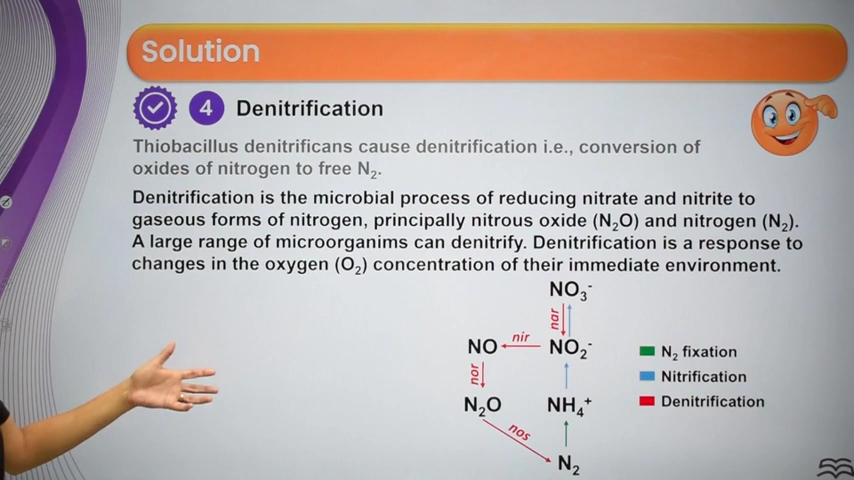 Solution
4 Denitrification
Thiobacillus denitrificans cause denitrification i.e., conversion of
oxides of nitrogen to free N₂.
Denitrification is the microbial process of reducing nitrate and nitrite to
gaseous forms of nitrogen, principally nitrous oxide (N₂O) and nitrogen (N₂).
A large range of microorganims can denitrify. Denitrification is a response to
changes in the oxygen (O₂) concentration of their immediate environment.
NO₃⁻
nar
NO nir NO₂⁻
nor
N₂O NH₄⁺
nos
N₂
N₂ fixation
Nitrification
Denitrification